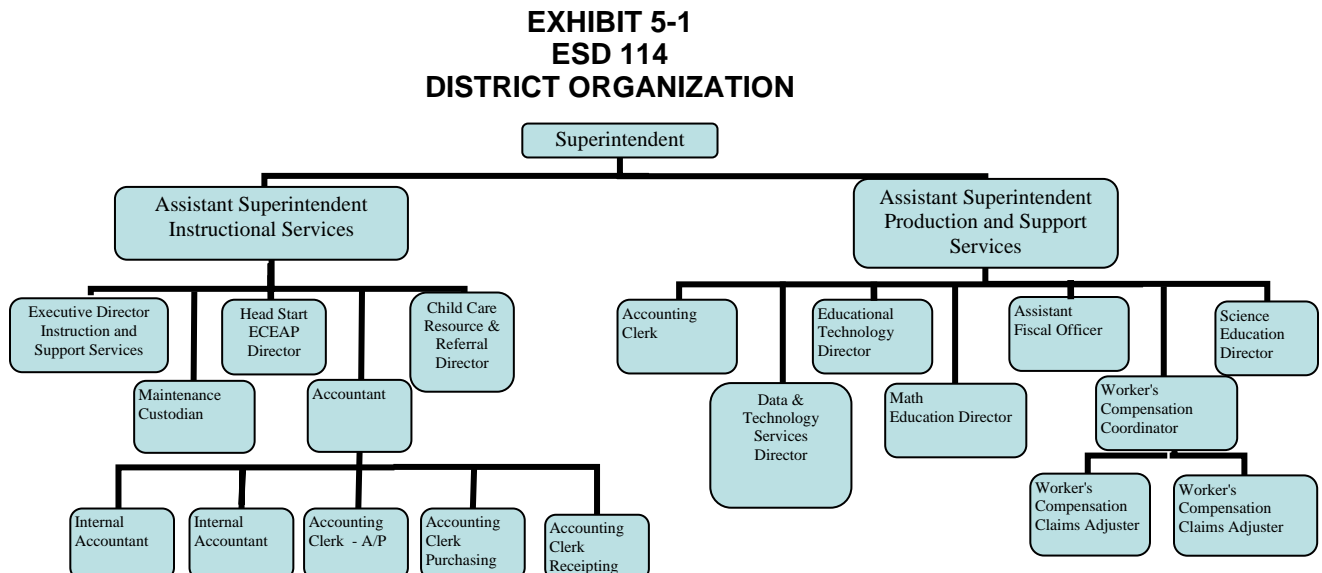 EXHIBIT 5-1
ESD 114
DISTRICT ORGANIZATION
Superintendent
Assistant Superintendent
Instructional Services
Assistant Superintendent
Production and Support
Services
Executive Director
Instruction and
Support Services
Head Start
ECEAP
Director
Child Care
Resource &
Referral
Director
Maintenance
Custodian
Accountant
Accounting
Clerk
Educational
Technology
Director
Assistant
Fiscal Officer
Science
Education
Director
Data &
Technology
Services
Director
Math
Education Director
Worker's
Compensation
Coordinator
Internal
Accountant
Internal
Accountant
Accounting
Clerk - A/P
Accounting
Clerk
Purchasing
Accounting
Clerk
Receipting
Worker's
Compensation
Claims Adjuster
Worker's
Compensation
Claims Adjuster